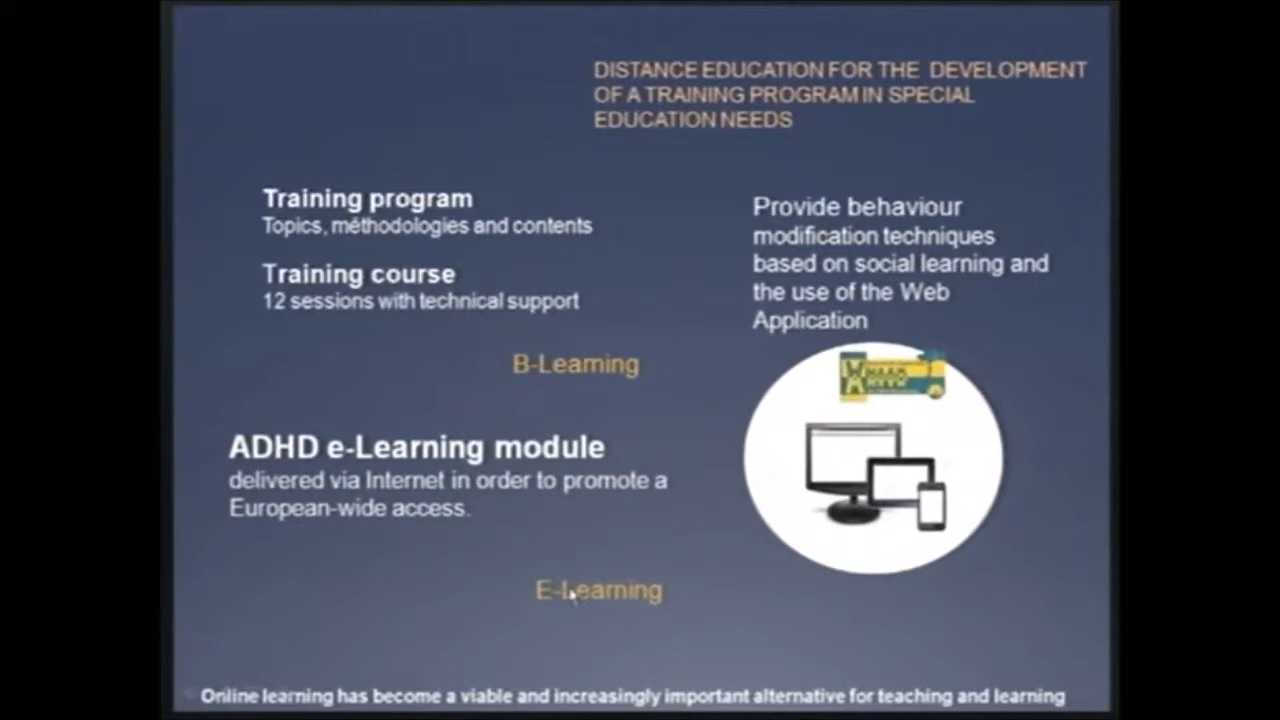 DISTANCE EDUCATION FOR THE DEVELOPMENT
OF A TRAINING PROGRAM IN SPECIAL
EDUCATION NEEDS
Training program
Topics, méthodologies and contents
Training course
12 sessions with technical support
B-Learning
ADHD e-Learning module
delivered via Internet in order to promote a
European-wide access.
E-Learning
Provide behaviour
modification techniques
based on social learning and
the use of the Web
Application
WHAAM
Online learning has become a viable and increasingly important alternative for teaching and learning